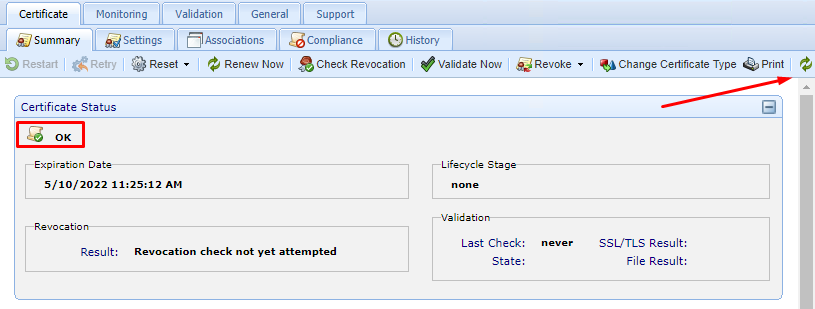 Certificate Monitoring Validation General Support
Summary Settings Associations Compliance History
Restart Retry Reset Renew Now Check Revocation Validate Now Revoke Change Certificate Type Print
Certificate Status
OK
Expiration Date
5/10/2022 11:25:12 AM
Lifecycle Stage
none
Revocation
Result: Revocation check not yet attempted
Validation
Last Check: never SSL/TLS Result:
State: File Result: